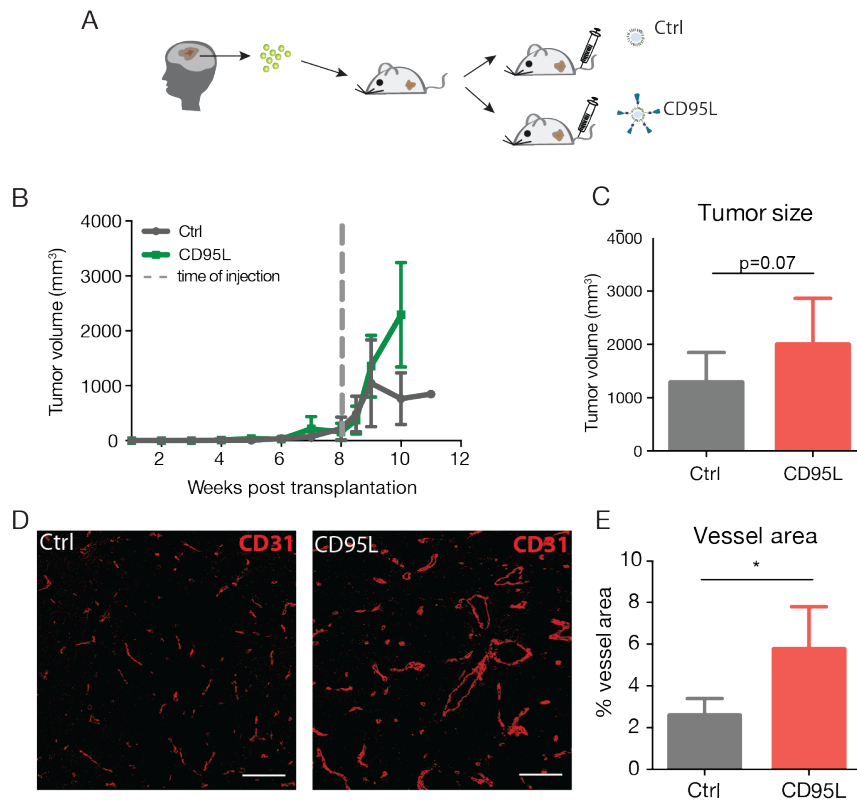 A
Ctrl
CD95L
B
4000
3000
2000
1000
0
Tumor volume (mm³)
Ctrl
CD95L
time of injection
2 4 6 8 10 12
Weeks post transplantation
C
Tumor size
4000
3000
2000
1000
0
Tumor volume (mm³)
p=0.07
Ctrl CD95L
D
Ctrl CD31
CD95L CD31
E
Vessel area
10
8
6
4
2
0
% vessel area
*
Ctrl CD95L